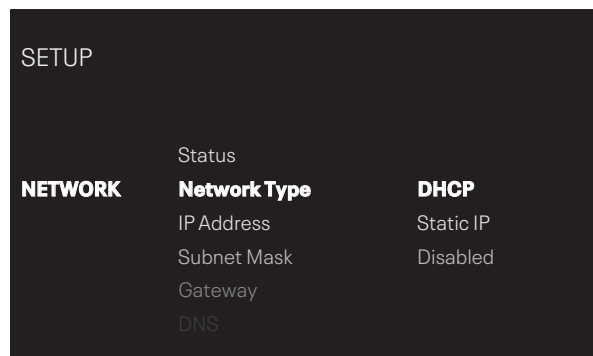 SETUP
Status
NETWORK Network Type DHCP
IP Address Static IP
Subnet Mask Disabled
Gateway
DNS